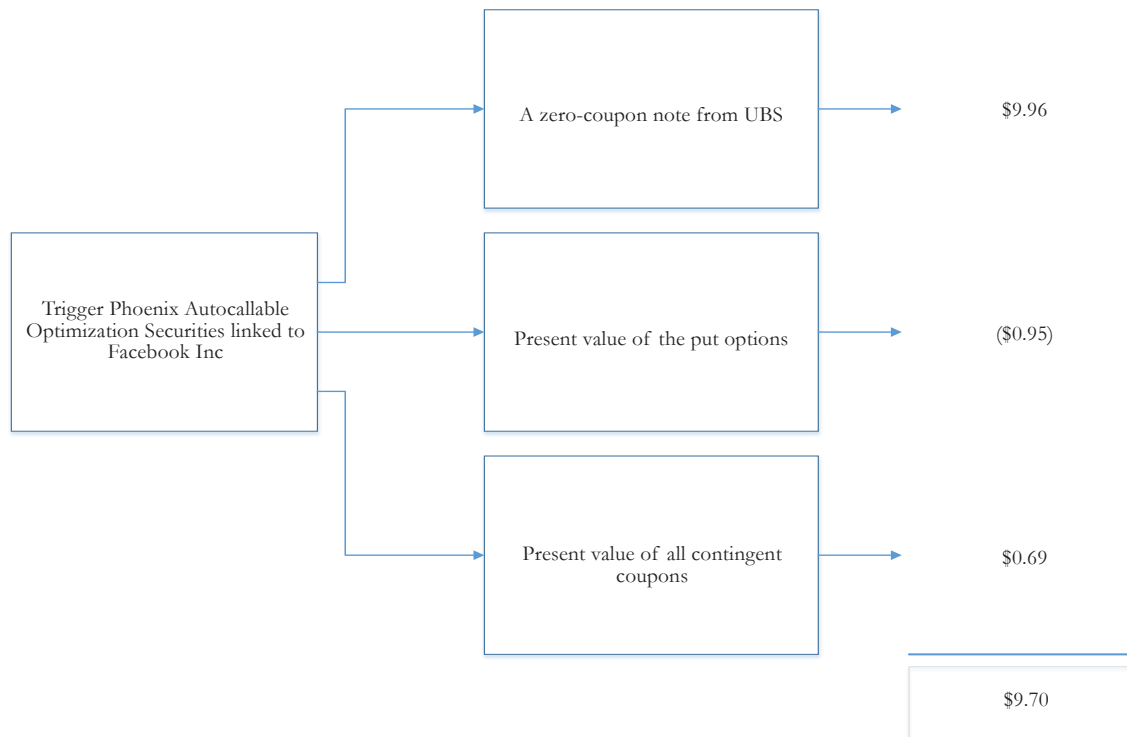 A zero-coupon note from UBS
$9.96
Trigger Phoenix Autocallable
Optimization Securities linked to
Facebook Inc
Present value of the put options
($0.95)
Present value of all contingent
coupons
$0.69
$9.70